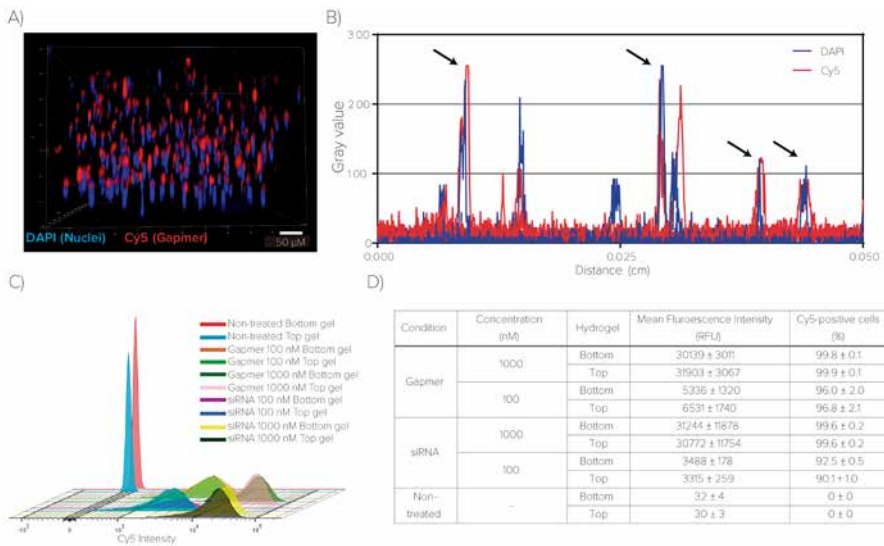 A)
DAPI (Nuclei) Cy5 (Gapmer)
50 µM
B)
300
200
100
0
Gray value
DAPI
Cy5
0.000 0.025 0.050
Distance (cm)
C)
Non-treated Bottom gel
Non-treated Top gel
Gapmer 100 nM Bottom gel
Gapmer 100 nM Top gel
Gapmer 1000 nM Bottom gel
Gapmer 1000 nM Top gel
siRNA 100 nM Bottom gel
siRNA 100 nM Top gel
siRNA 1000 nM Bottom gel
siRNA 1000 nM Top gel
Cy5 Intensity
D)
Condition Concentration (nM) Hydrogel Mean Fluroescence Intensity (RFU) Cy5-positive cells (%)
Gapmer 1000 Bottom 30139 ± 3011 99.8 ± 0.1
Top 31903 ± 3067 99.9 ± 0.1
100 Bottom 5336 ± 1320 96.0 ± 2.0
Top 6531 ± 1740 96.8 ± 2.1
siRNA 1000 Bottom 31244 ± 11878 99.6 ± 0.2
Top 30772 ± 11754 99.6 ± 0.2
100 Bottom 3488 ± 178 92.5 ± 0.5
Top 3315 ± 259 90.1 ± 1.0
Non-treated - Bottom 32 ± 4 0 ± 0
Top 30 ± 3 0 ± 0